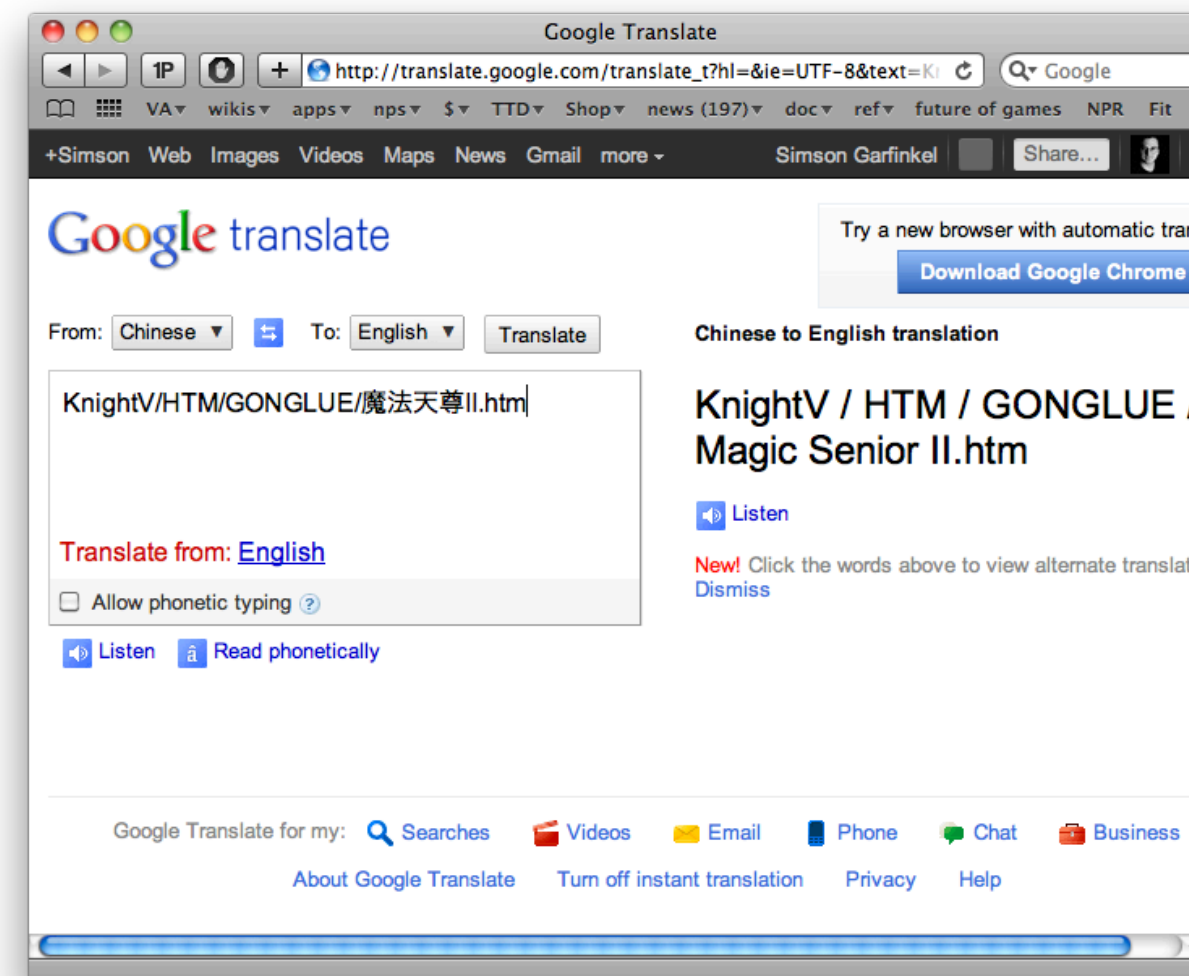 Google Translate
1P + http://translate.google.com/translate_t?hl=&ie=UTF-8&text=K Google
VA wikis apps nps $ TTD Shop news (197) doc ref future of games NPR Fit
+Simson Web Images Videos Maps News Gmail more Simson Garfinkel Share...
Google translate
Try a new browser with automatic tran
Download Google Chrome
From: Chinese To: English Translate
Chinese to English translation
KnightV/HTM/GONGLUE/魔法天尊II.htm
KnightV / HTM / GONGLUE /
Magic Senior II.htm
Listen
Translate from: English
New! Click the words above to view alternate translat
Dismiss
Allow phonetic typing ?
Listen â Read phonetically
Google Translate for my: Searches Videos Email Phone Chat Business
About Google Translate Turn off instant translation Privacy Help